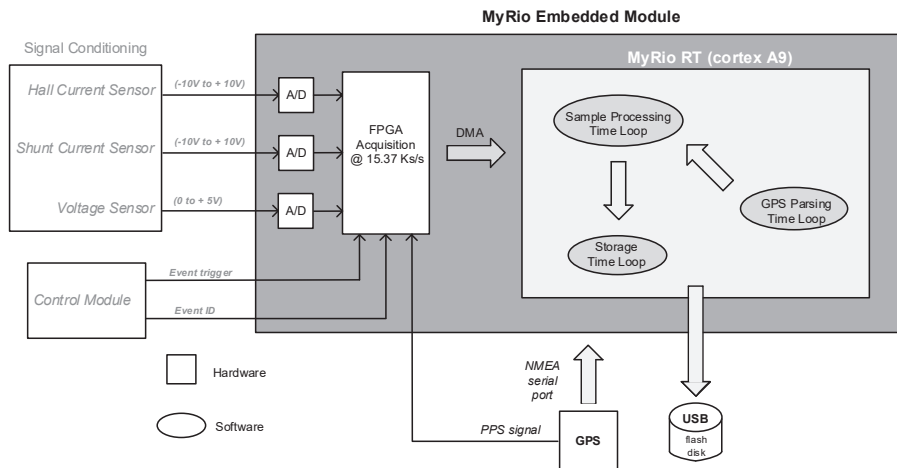 MyRio Embedded Module
Signal Conditioning
MyRio RT (cortex A9)
Hall Current Sensor
(-10V to + 10V)
A/D
Shunt Current Sensor
(-10V to + 10V)
A/D
Voltage Sensor
(0 to + 5V)
A/D
FPGA
Acquisition
@ 15.37 Ks/s
DMA
Sample Processing
Time Loop
GPS Parsing
Time Loop
Storage
Time Loop
Control Module
Event trigger
Event ID
Hardware
Software
NMEA
serial
port
PPS signal
GPS
USB
flash
disk